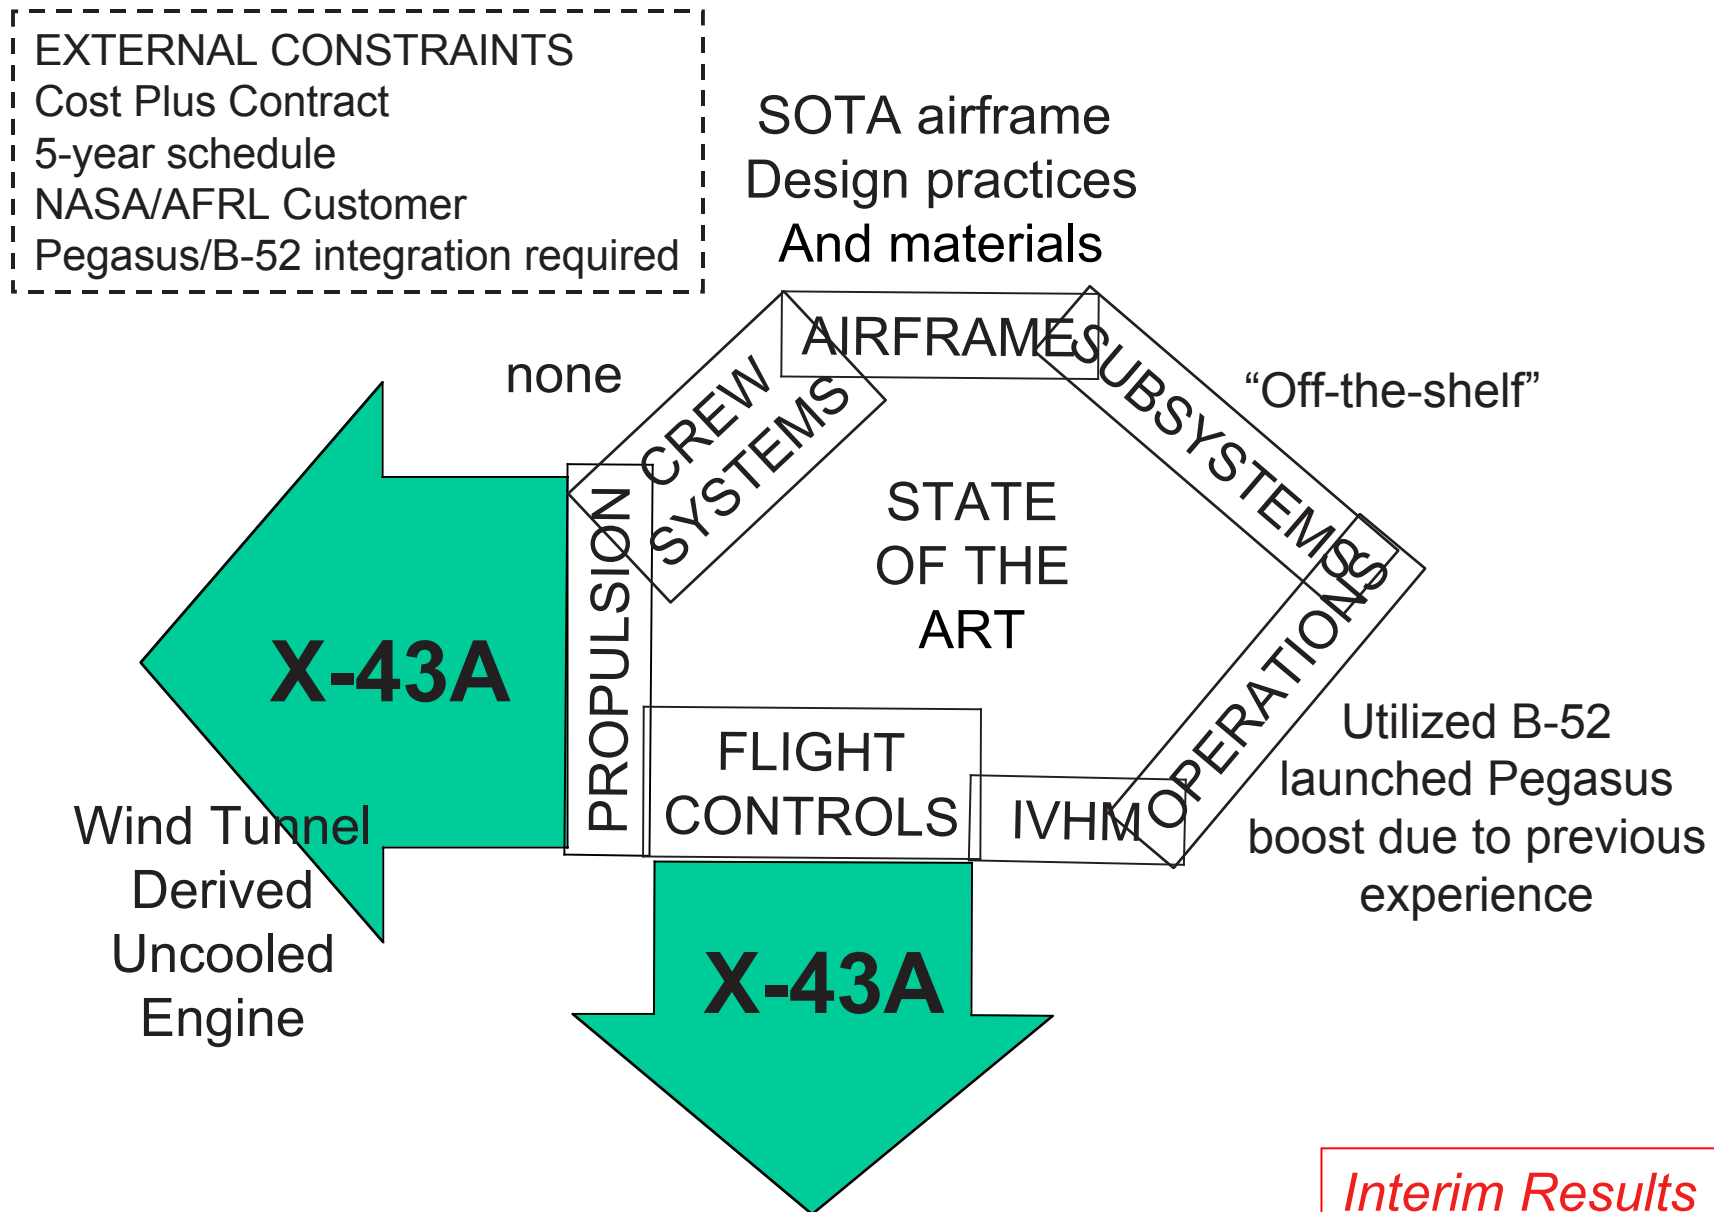 EXTERNAL CONSTRAINTS
Cost Plus Contract
5-year schedule
NASA/AFRL Customer
Pegasus/B-52 integration required
SOTA airframe
Design practices
And materials
none
CREW
SYSTEMS
AIRFRAME
SUBSYSTEMS
“Off-the-shelf”
STATE
OF THE
ART
PROPULSION
X-43A
Wind Tunnel
Derived
Uncooled
Engine
FLIGHT
CONTROLS
IVHM
OPERATIONS
Utilized B-52
launched Pegasus
boost due to previous
experience
X-43A
Interim Results